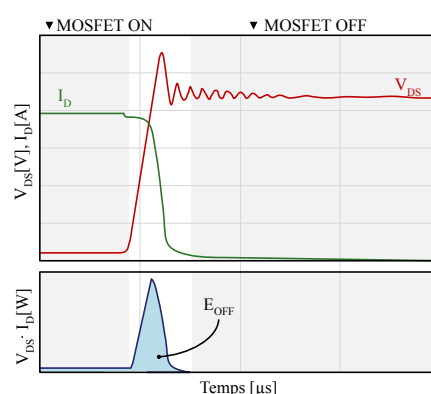 ▼MOSFET ON
▼ MOSFET OFF
V_DS[V], I_D[A]
I_D
V_DS
V_DS· I_D[W]
E_OFF
Temps [µs]